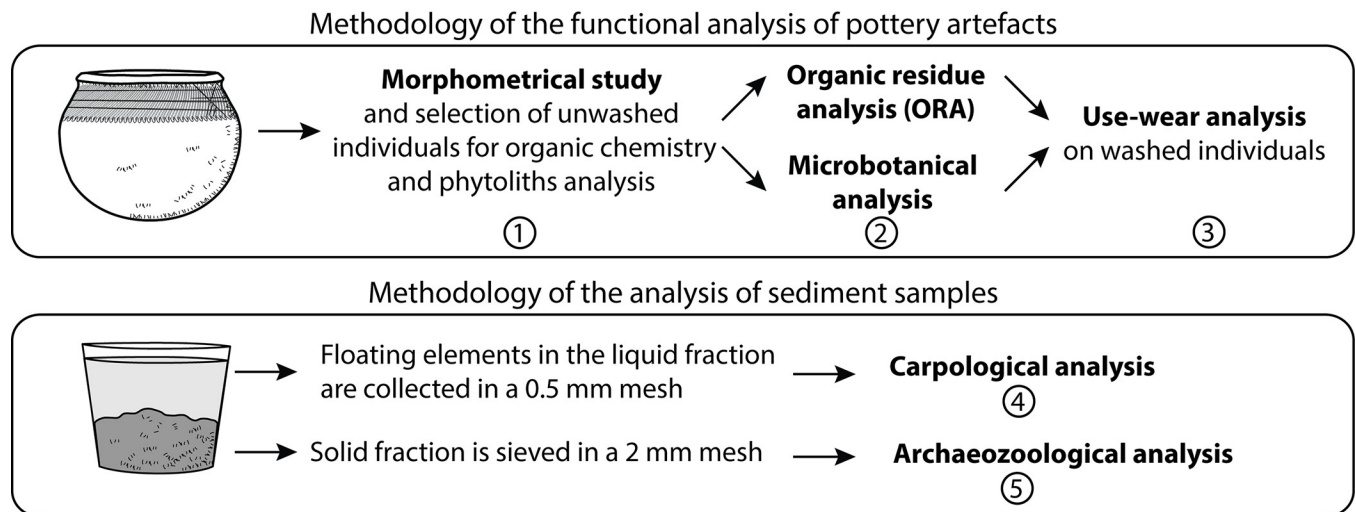 Methodology of the functional analysis of pottery artefacts
Morphometrical study
and selection of unwashed
individuals for organic chemistry
and phytoliths analysis
①
Organic residue
analysis (ORA)
Microbotanical
analysis
②
Use-wear analysis
on washed individuals
③
Methodology of the analysis of sediment samples
Floating elements in the liquid fraction
are collected in a 0.5 mm mesh
Carpological analysis
④
Solid fraction is sieved in a 2 mm mesh
Archaeozoological analysis
⑤